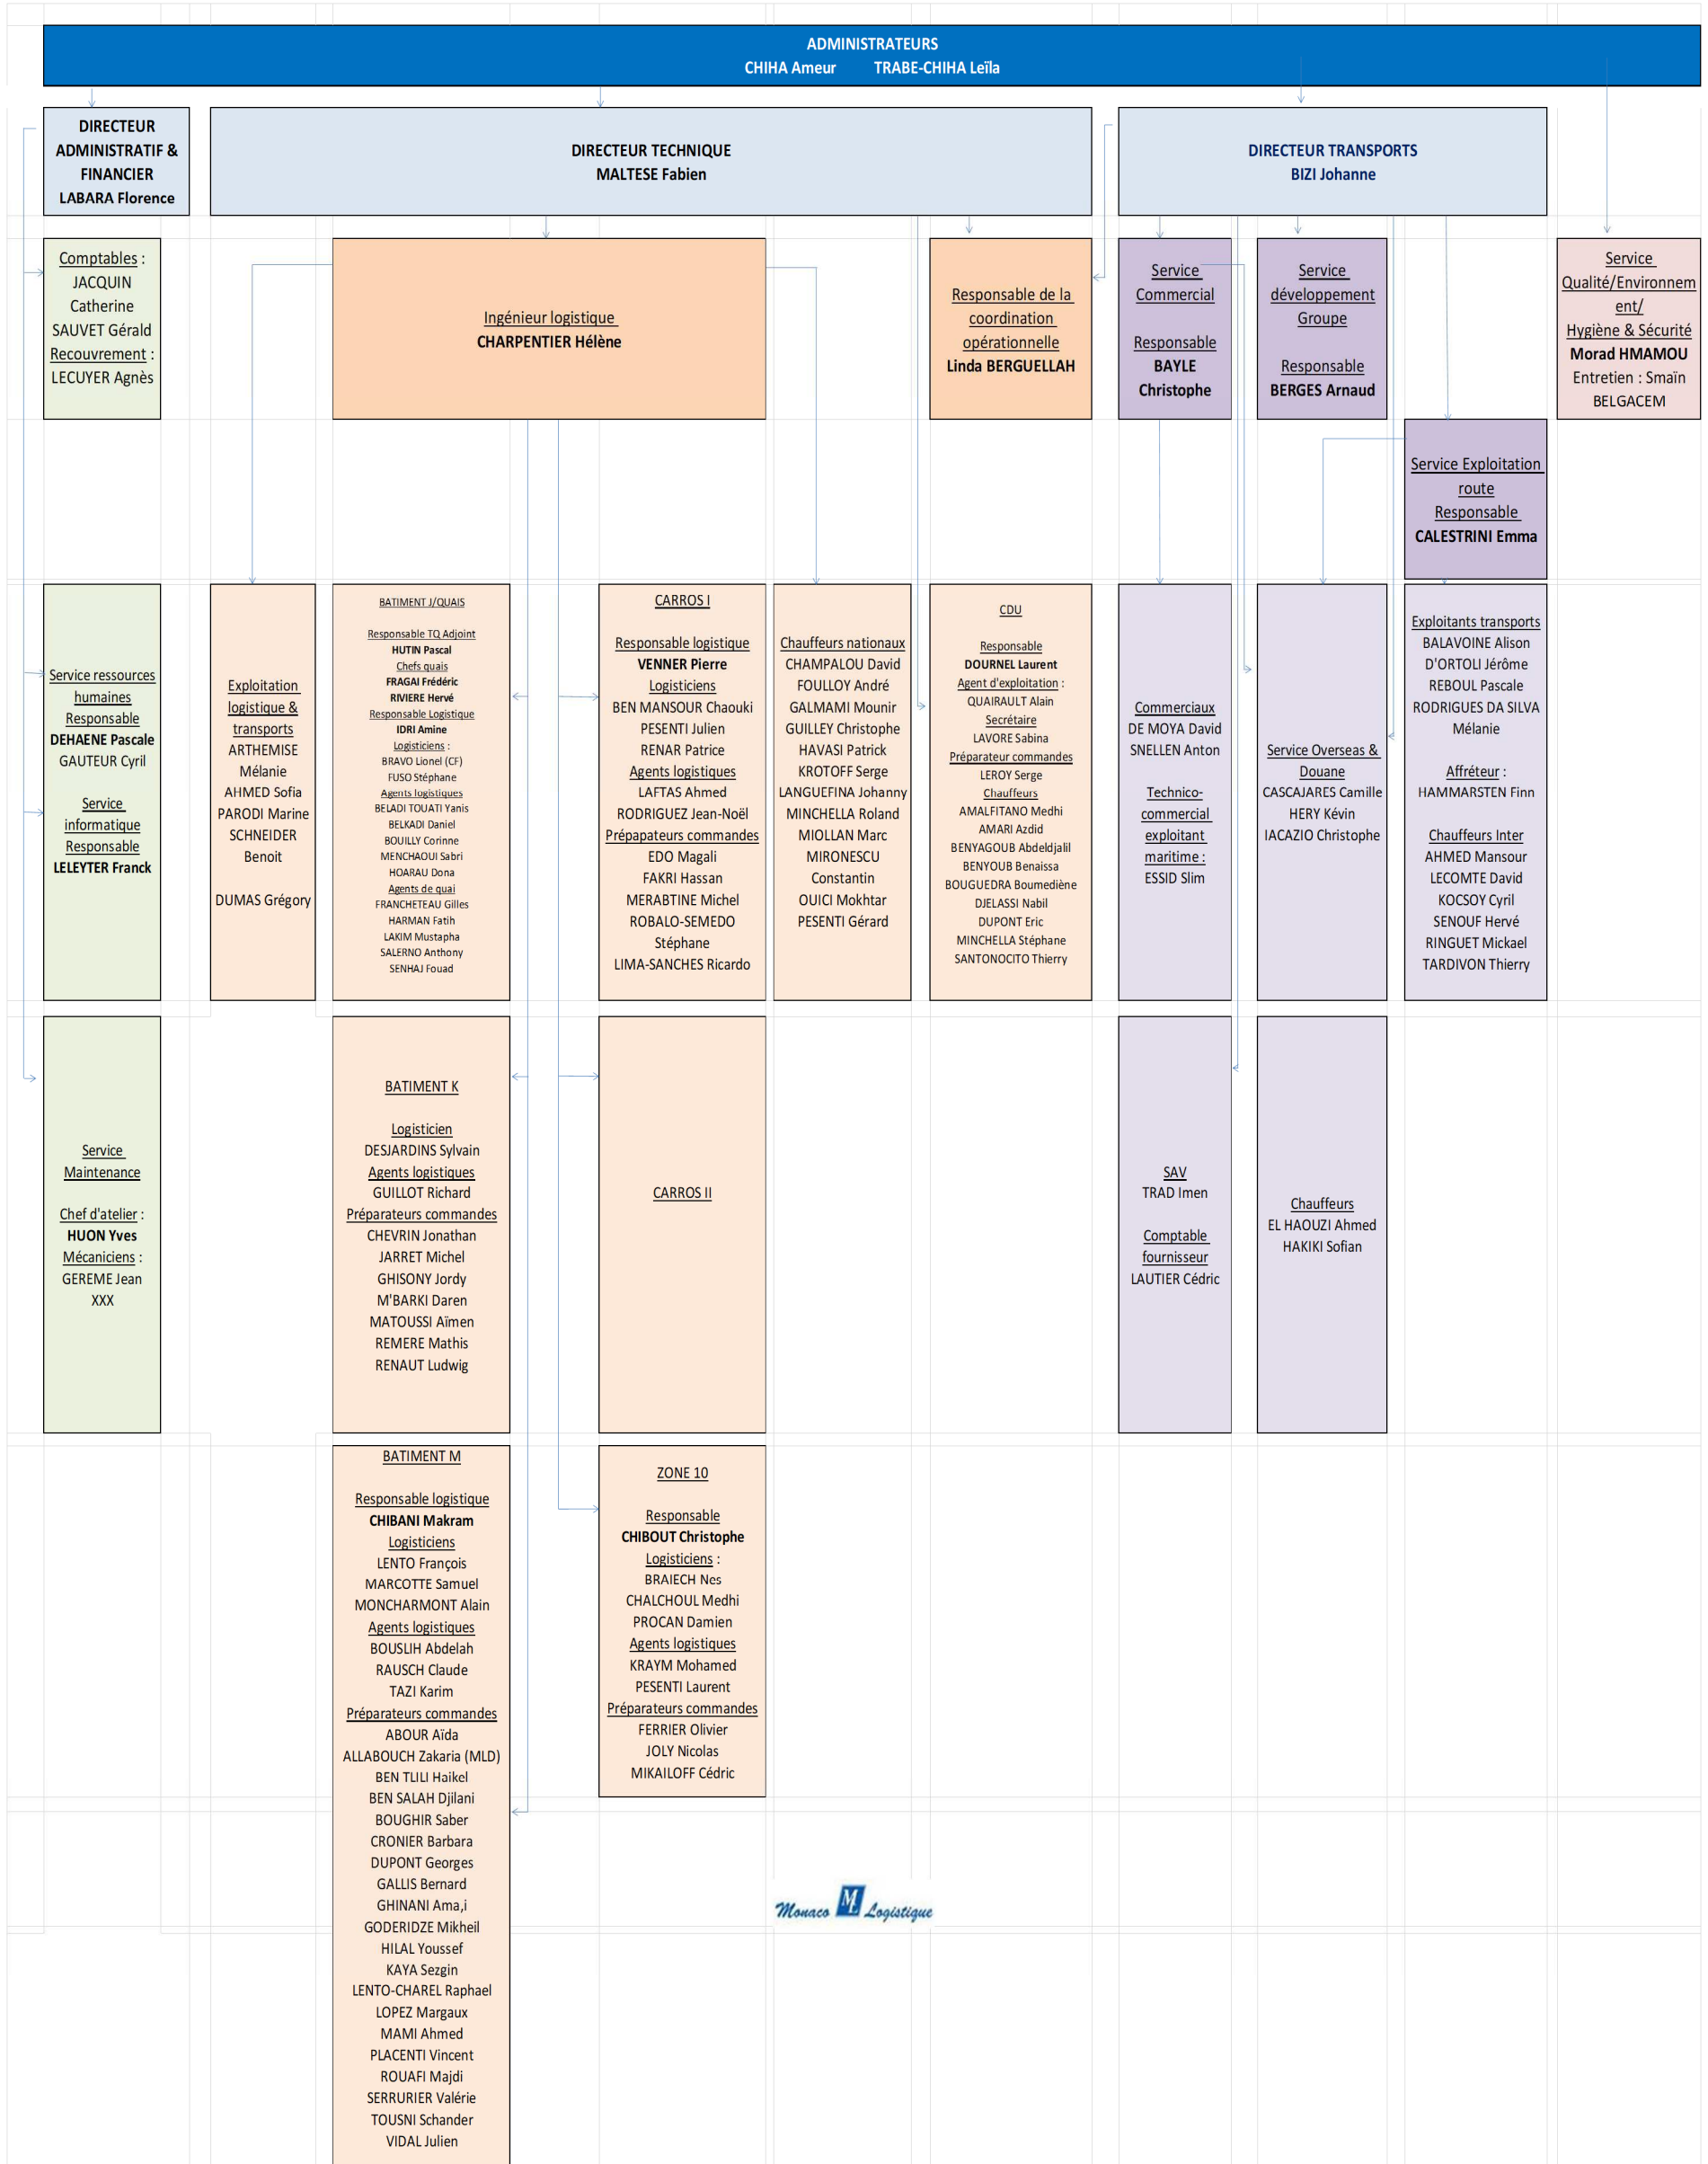 ADMINISTRATEURS
CHIHA Ameur TRABE-CHIHA Leïla
DIRECTEUR
ADMINISTRATIF &
FINANCIER
LABARA Florence
DIRECTEUR TECHNIQUE
MALTESE Fabien
DIRECTEUR TRANSPORTS
BIZI Johanne
Comptables :
JACQUIN
Catherine
SAUVET Gérald
Recouvrement :
LECUYER Agnès
Ingénieur logistique
CHARPENTIER Hélène
Responsable de la
coordination
opérationnelle
Linda BERGUELLAH
Service
Commercial
Responsable
BAYLE
Christophe
Service
développement
Groupe
Responsable
BERGES Arnaud
Service
Qualité/Environnem
ent/
Hygiène & Sécurité
Morad HMAMOU
Entretien : Smaïn
BELGACEM
Service Exploitation
route
Responsable
CALESTRINI Emma
Service ressources
humaines
Responsable
DEHAENE Pascale
GAUTEUR Cyril
Service
informatique
Responsable
LELEYTER Franck
Exploitation
logistique &
transports
ARTHEMISE
Mélanie
AHMED Sofia
PARODI Marine
SCHNEIDER
Benoit
DUMAS Grégory
BATIMENT J/QUAIS
Responsable TQ Adjoint
HUTIN Pascal
Chefs quais
FRAGAI Frédéric
RIVIERE Hervé
Responsable Logistique
IDRI Amine
Logisticiens :
BRAVO Lionel (CF)
FUSO Stéphane
Agents logistiques
BELADI TOUATI Yanis
BELKADI Daniel
BOUILLY Corinne
MENCHAOUI Sabri
HOARAU Dona
Agents de quai
FRANCHETEAU Gilles
HARMAN Fatih
LAKIM Mustapha
SALERNO Anthony
SENHAJ Fouad
CARROS I
Responsable logistique
VENNER Pierre
Logisticiens
BEN MANSOUR Chaouki
PESENTI Julien
RENAR Patrice
Agents logistiques
LAFTAS Ahmed
RODRIGUEZ Jean-Noël
Prépapateurs commandes
EDO Magali
FAKRI Hassan
MERABTINE Michel
ROBALO-SEMEDO
Stéphane
LIMA-SANCHES Ricardo
Chauffeurs nationaux
CHAMPALOU David
FOULLOY André
GALMAMI Mounir
GUILLEY Christophe
HAVASI Patrick
KROTOFF Serge
LANGUEFINA Johanny
MINCHELLA Roland
MIOLLAN Marc
MIRONESCU
Constantin
OUICI Mokhtar
PESENTI Gérard
CDU
Responsable
DOURNEL Laurent
Agent d'exploitation :
QUAIRAULT Alain
Secrétaire
LAVORE Sabina
Préparateur commandes
LEROY Serge
Chauffeurs
AMALFITANO Medhi
AMARI Azdid
BENYAGOUB Abdeldjalil
BENYOUB Benaissa
BOUGUEDRA Boumediène
DJELASSI Nabil
DUPONT Eric
MINCHELLA Stéphane
SANTONOCITO Thierry
Commerciaux
DE MOYA David
SNELLEN Anton
Technico-
commercial
exploitant
maritime :
ESSID Slim
Service Overseas &
Douane
CASCAJARES Camille
HERY Kévin
IACAZIO Christophe
Exploitants transports
BALAVOINE Alison
D'ORTOLI Jérôme
REBOUL Pascale
RODRIGUES DA SILVA
Mélanie
Affréteur :
HAMMARSTEN Finn
Chauffeurs Inter
AHMED Mansour
LECOMTE David
KOCSOY Cyril
SENOUF Hervé
RINGUET Mickael
TARDIVON Thierry
Service
Maintenance
Chef d'atelier :
HUON Yves
Mécaniciens :
GEREME Jean
XXX
BATIMENT K
Logisticien
DESJARDINS Sylvain
Agents logistiques
GUILLOT Richard
Préparateurs commandes
CHEVRIN Jonathan
JARRET Michel
GHISONY Jordy
M'BARKI Daren
MATOUSSI Aïmen
REMERE Mathis
RENAUT Ludwig
CARROS II
SAV
TRAD Imen
Comptable
fournisseur
LAUTIER Cédric
Chauffeurs
EL HAOUZI Ahmed
HAKIKI Sofian
BATIMENT M
Responsable logistique
CHIBANI Makram
Logisticiens
LENTO François
MARCOTTE Samuel
MONCHARMONT Alain
Agents logistiques
BOUSLIH Abdelah
RAUSCH Claude
TAZI Karim
Préparateurs commandes
ABOUR Aïda
ALLABOUCH Zakaria (MLD)
BEN TLILI Haikel
BEN SALAH Djilani
BOUGHIR Saber
CRONIER Barbara
DUPONT Georges
GALLIS Bernard
GHINANI Ama,i
GODERIDZE Mikheil
HILAL Youssef
KAYA Sezgin
LENTO-CHAREL Raphael
LOPEZ Margaux
MAMI Ahmed
PLACENTI Vincent
ROUAFI Majdi
SERRURIER Valérie
TOUSNI Schander
VIDAL Julien
ZONE 10
Responsable
CHIBOUT Christophe
Logisticiens :
BRAIECH Nes
CHALCHOUL Medhi
PROCAN Damien
Agents logistiques
KRAYM Mohamed
PESENTI Laurent
Préparateurs commandes
FERRIER Olivier
JOLY Nicolas
MIKAILOFF Cédric
Monaco ML Logistique